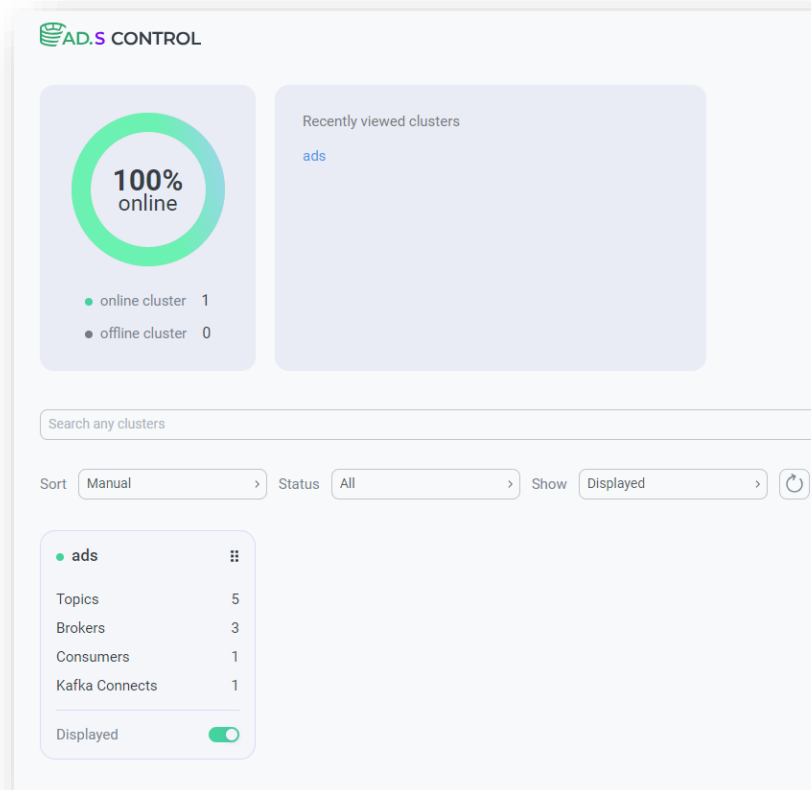 AD.S CONTROL
100%
online
online cluster 1
offline cluster 0
Recently viewed clusters
ads
Search any clusters
Sort Manual Status All Show Displayed
ads
Topics 5
Brokers 3
Consumers 1
Kafka Connects 1
Displayed